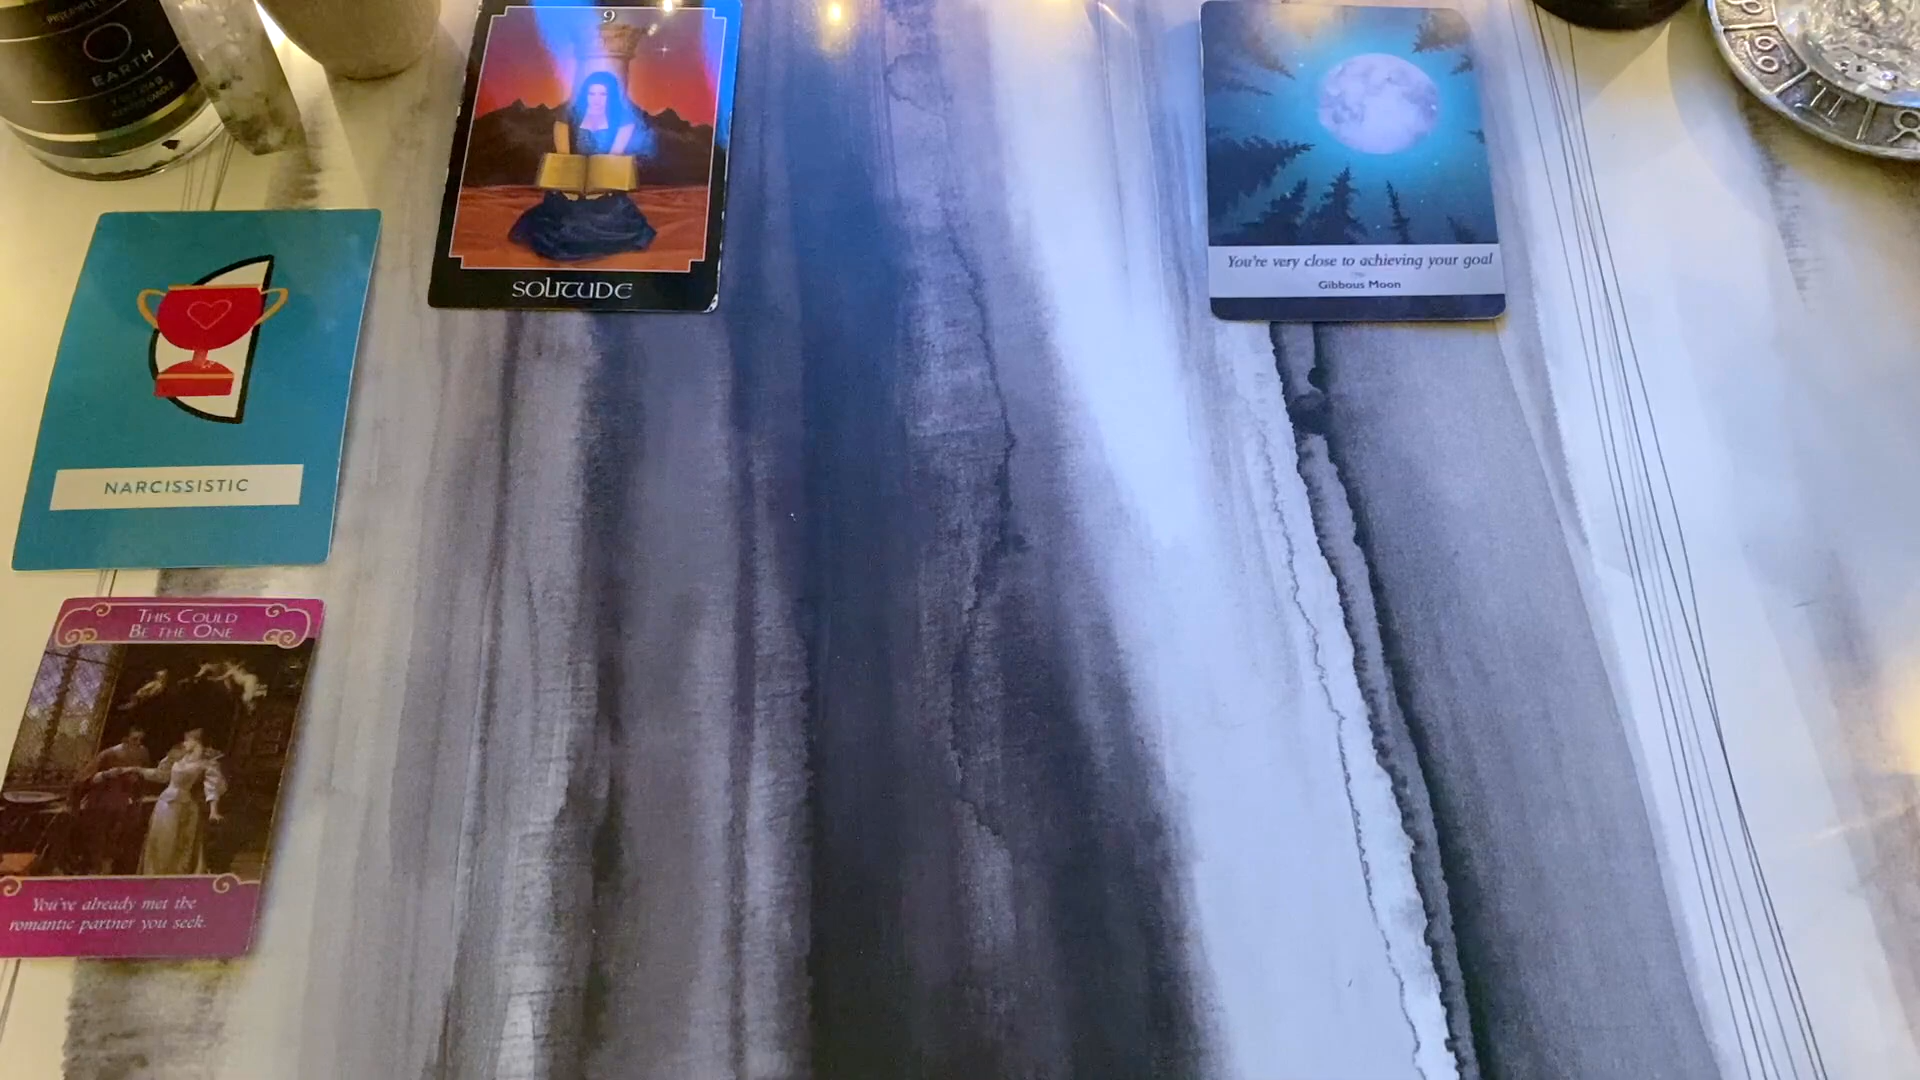 EARTH
9
SOLITUDE
You're very close to achieving your goal
Gibbous Moon
NARCISSISTIC
THIS COULD
BE THE ONE
You've already met the
romantic partner you seek.